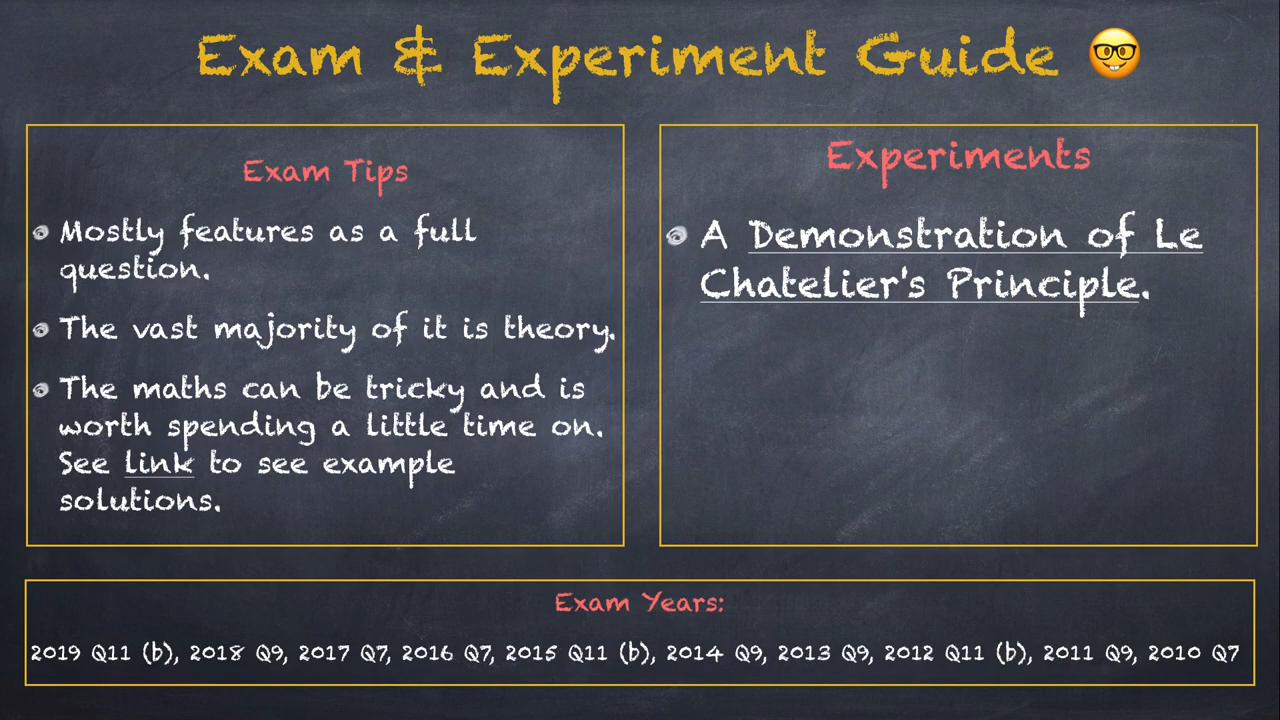 Exam & Experiment Guide 🤓
Exam Tips
Mostly features as a full
question.
The vast majority of it is theory.
The maths can be tricky and is
worth spending a little time on.
See link to see example
solutions.
Experiments
A Demonstration of Le
Chatelier's Principle.
Exam Years:
2019 Q11 (b), 2018 Q9, 2017 Q7, 2016 Q7, 2015 Q11 (b), 2014 Q9, 2013 Q9, 2012 Q11 (b), 2011 Q9, 2010 Q7